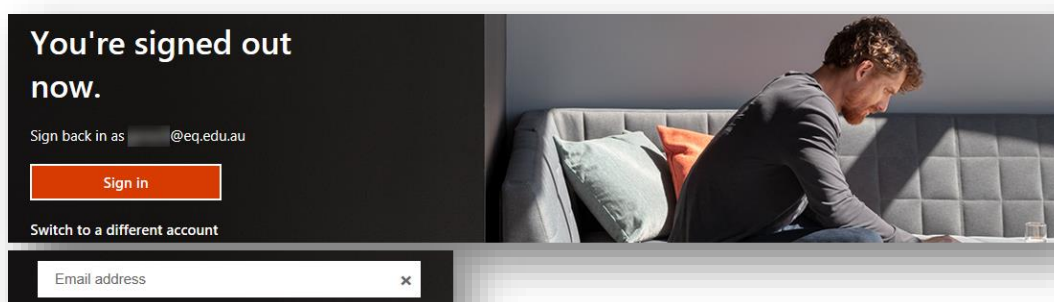 You're signed out
now.
Sign back in as @eq.edu.au
Sign in
Switch to a different account
Email address